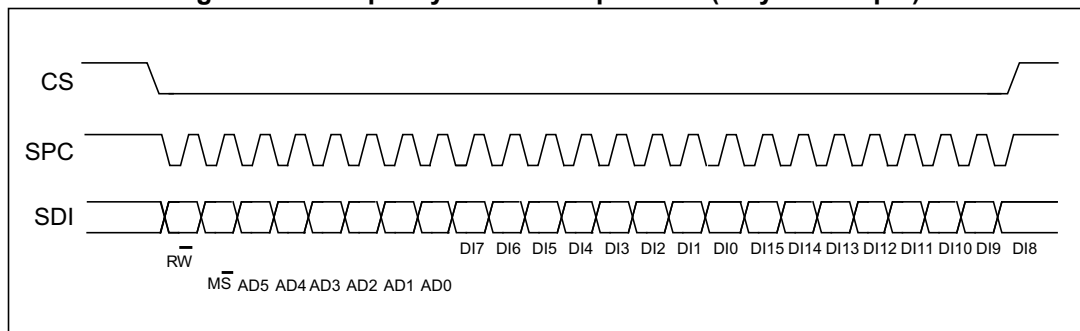 CS
SPC
SDI
DI7 DI6 DI5 DI4 DI3 DI2 DI1 DI0 DI15 DI14 DI13 DI12 DI11 DI10 DI9 DI8
RW̅
MS̅ AD5 AD4 AD3 AD2 AD1 AD0